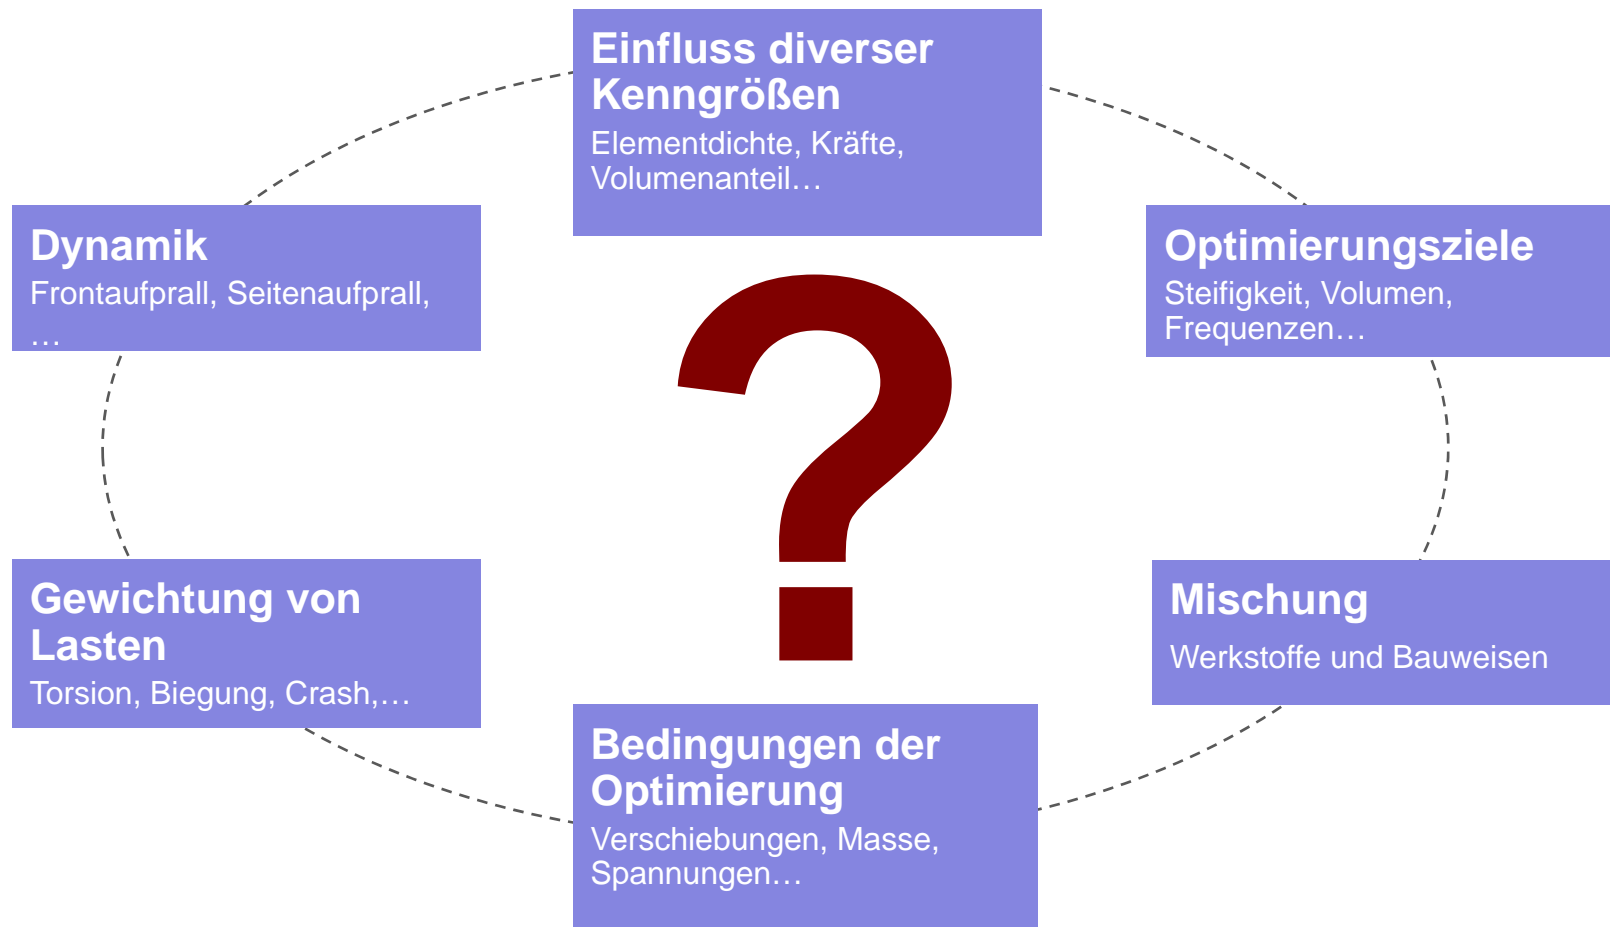 Einfluss diverser
Kenngrößen
Elementdichte, Kräfte,
Volumenanteil…
Dynamik
Frontaufprall, Seitenaufprall,
…
Optimierungsziele
Steifigkeit, Volumen,
Frequenzen…
?
Gewichtung von
Lasten
Torsion, Biegung, Crash,…
Mischung
Werkstoffe und Bauweisen
Bedingungen der
Optimierung
Verschiebungen, Masse,
Spannungen…